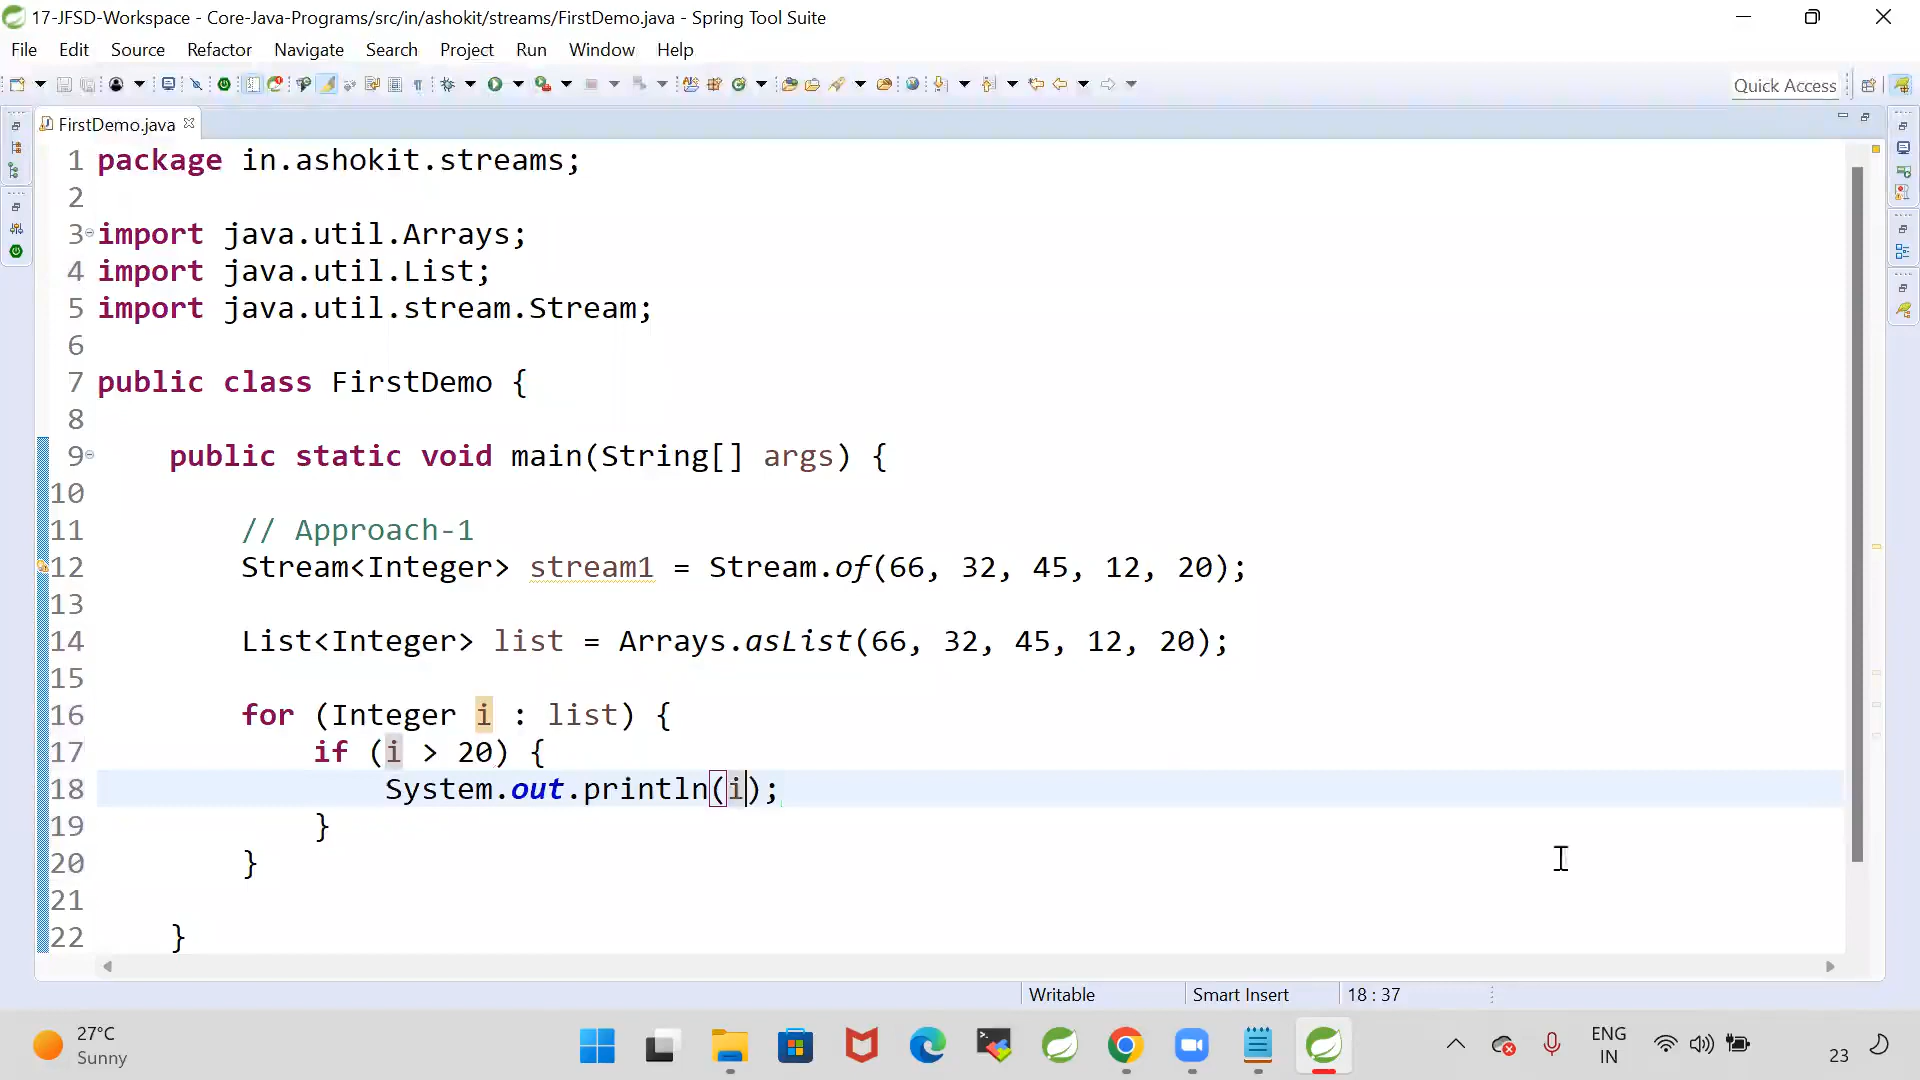 17-JFSD-Workspace - Core-Java-Programs/src/in/ashokit/streams/FirstDemo.java - Spring Tool Suite
File Edit Source Refactor Navigate Search Project Run Window Help
Quick Access
FirstDemo.java
1 package in.ashokit.streams;
2
3 import java.util.Arrays;
4 import java.util.List;
5 import java.util.stream.Stream;
6
7 public class FirstDemo {
8
9 public static void main(String[] args) {
10
11 // Approach-1
12 Stream<Integer> stream1 = Stream.of(66, 32, 45, 12, 20);
13
14 List<Integer> list = Arrays.asList(66, 32, 45, 12, 20);
15
16 for (Integer i : list) {
17 if (i > 20) {
18 System.out.println(i);
19 }
20 }
21
22 }
Writable Smart Insert 18 : 37
27°C
Sunny
ENG
IN
23